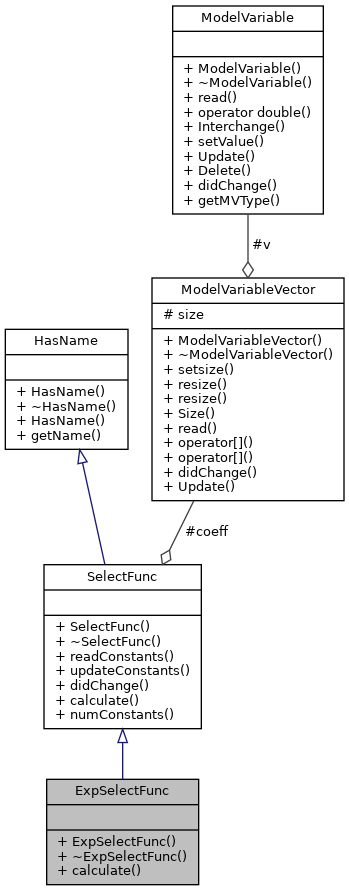 ModelVariable
+ ModelVariable()
+ ~ModelVariable()
+ read()
+ operator double()
+ Interchange()
+ setValue()
+ Update()
+ Delete()
+ didChange()
+ getMVType()
#v
ModelVariableVector
# size
+ ModelVariableVector()
+ ~ModelVariableVector()
+ setsize()
+ resize()
+ resize()
+ Size()
+ read()
+ operator[]()
+ operator[]()
+ didChange()
+ Update()
HasName
+ HasName()
+ ~HasName()
+ HasName()
+ getName()
#coeff
SelectFunc
+ SelectFunc()
+ ~SelectFunc()
+ readConstants()
+ updateConstants()
+ didChange()
+ calculate()
+ numConstants()
ExpSelectFunc
+ ExpSelectFunc()
+ ~ExpSelectFunc()
+ calculate()